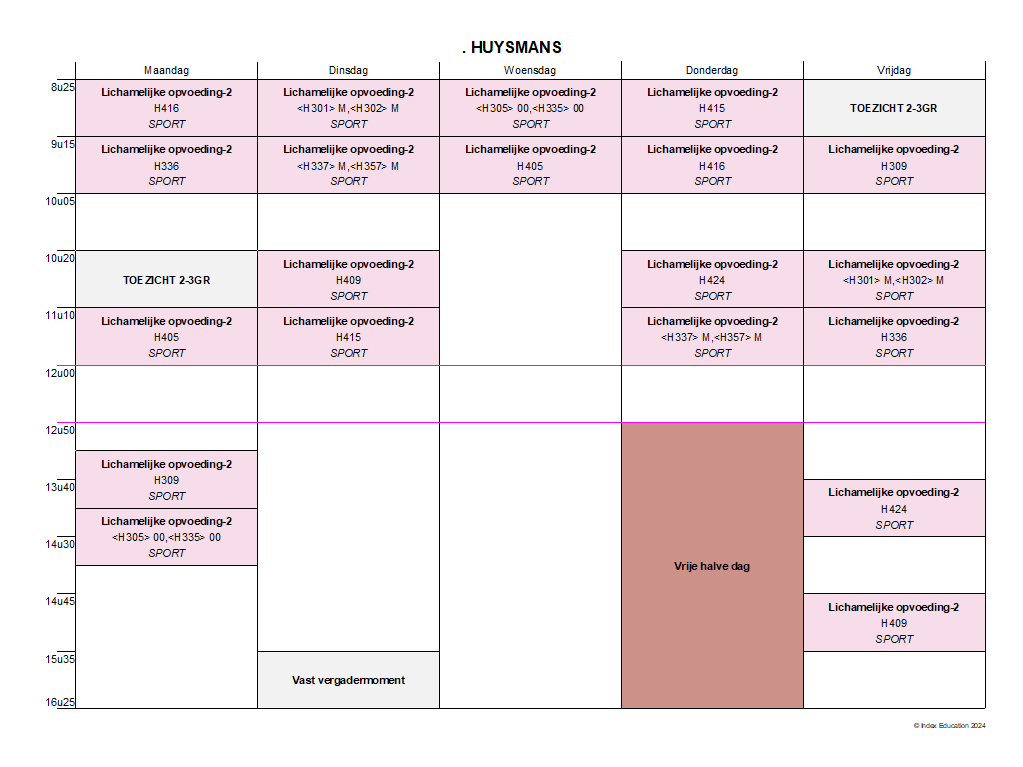 . HUYSMANS
Maandag Dinsdag Woensdag Donderdag Vrijdag
8u25
Lichamelijke opvoeding-2
H416
SPORT
Lichamelijke opvoeding-2
<H301> M,<H302> M
SPORT
Lichamelijke opvoeding-2
<H305> 00,<H335> 00
SPORT
Lichamelijke opvoeding-2
H415
SPORT
TOEZICHT 2-3GR
9u15
Lichamelijke opvoeding-2
H336
SPORT
Lichamelijke opvoeding-2
<H337> M,<H357> M
SPORT
Lichamelijke opvoeding-2
H405
SPORT
Lichamelijke opvoeding-2
H416
SPORT
Lichamelijke opvoeding-2
H309
SPORT
10u05
10u20
TOEZICHT 2-3GR
Lichamelijke opvoeding-2
H409
SPORT
Lichamelijke opvoeding-2
H424
SPORT
Lichamelijke opvoeding-2
<H301> M,<H302> M
SPORT
11u10
Lichamelijke opvoeding-2
H405
SPORT
Lichamelijke opvoeding-2
H415
SPORT
Lichamelijke opvoeding-2
<H337> M,<H357> M
SPORT
Lichamelijke opvoeding-2
H336
SPORT
12u00
12u50
Lichamelijke opvoeding-2
H309
SPORT
13u40
Lichamelijke opvoeding-2
H424
SPORT
Lichamelijke opvoeding-2
<H305> 00,<H335> 00
SPORT
14u30
Vrije halve dag
14u45
Lichamelijke opvoeding-2
H409
SPORT
15u35
Vast vergadermoment
16u25
© Index Education 2024